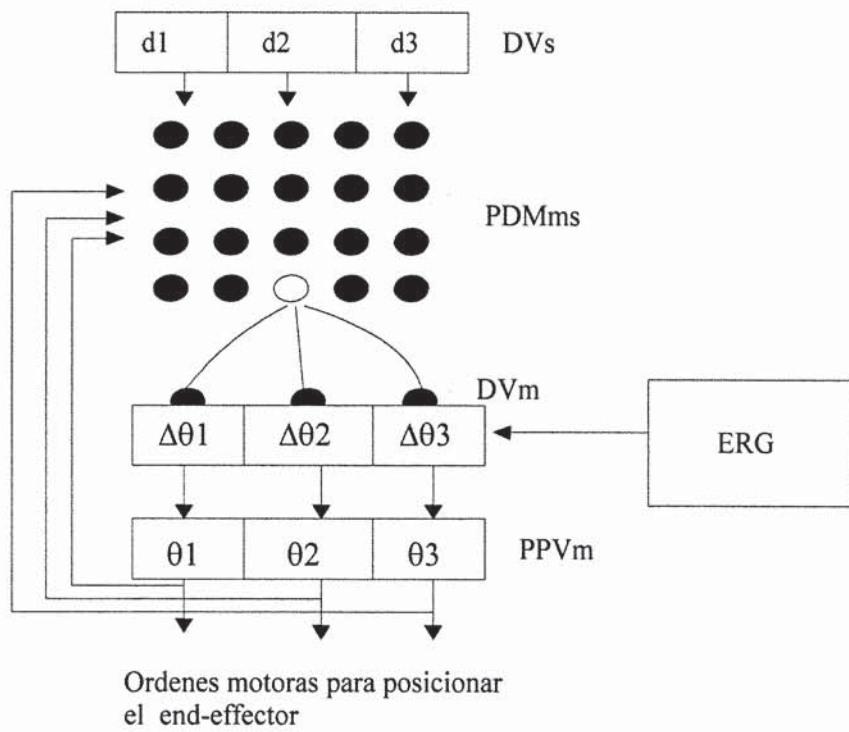 d1 d2 d3 DVs
PDMms
DVm
Δθ1 Δθ2 Δθ3
ERG
θ1 θ2 θ3 PPVm
Ordenes motoras para posicionar
el end-effector